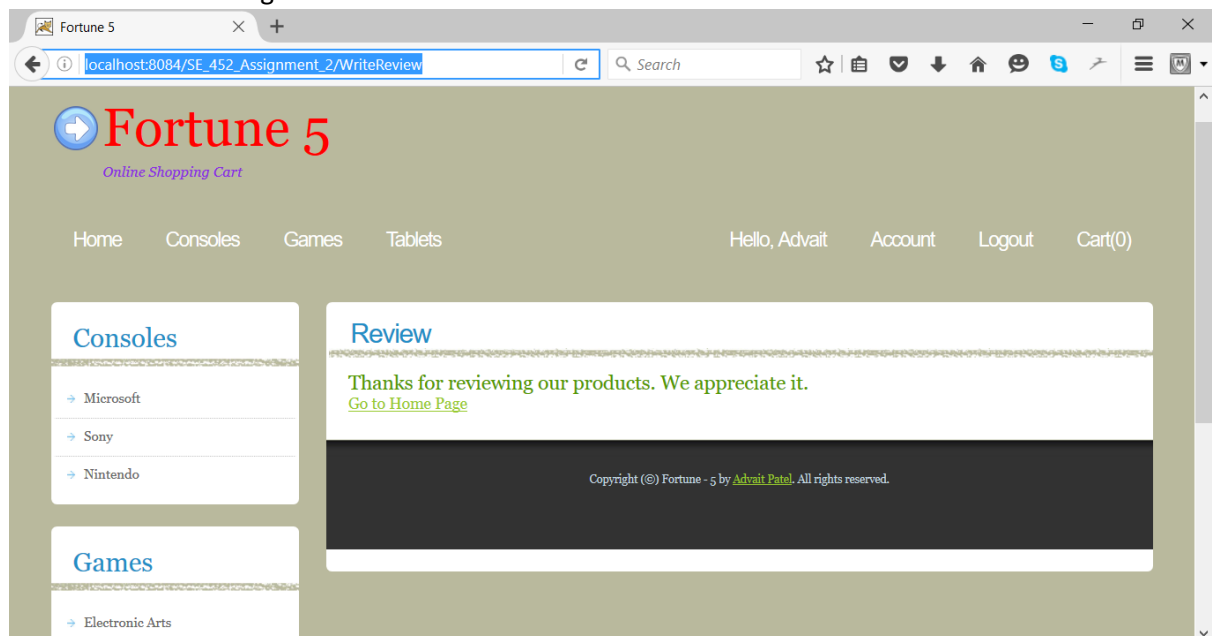 Fortune 5
localhost:8084/SE_452_Assignment_2/WriteReview
Search
Fortune 5
Online Shopping Cart
Home Consoles Games Tablets Hello, Advait Account Logout Cart(0)
Consoles
Microsoft
Sony
Nintendo
Review
Thanks for reviewing our products. We appreciate it.
Go to Home Page
Copyright (©) Fortune - 5 by Advait Patel. All rights reserved.
Games
Electronic Arts